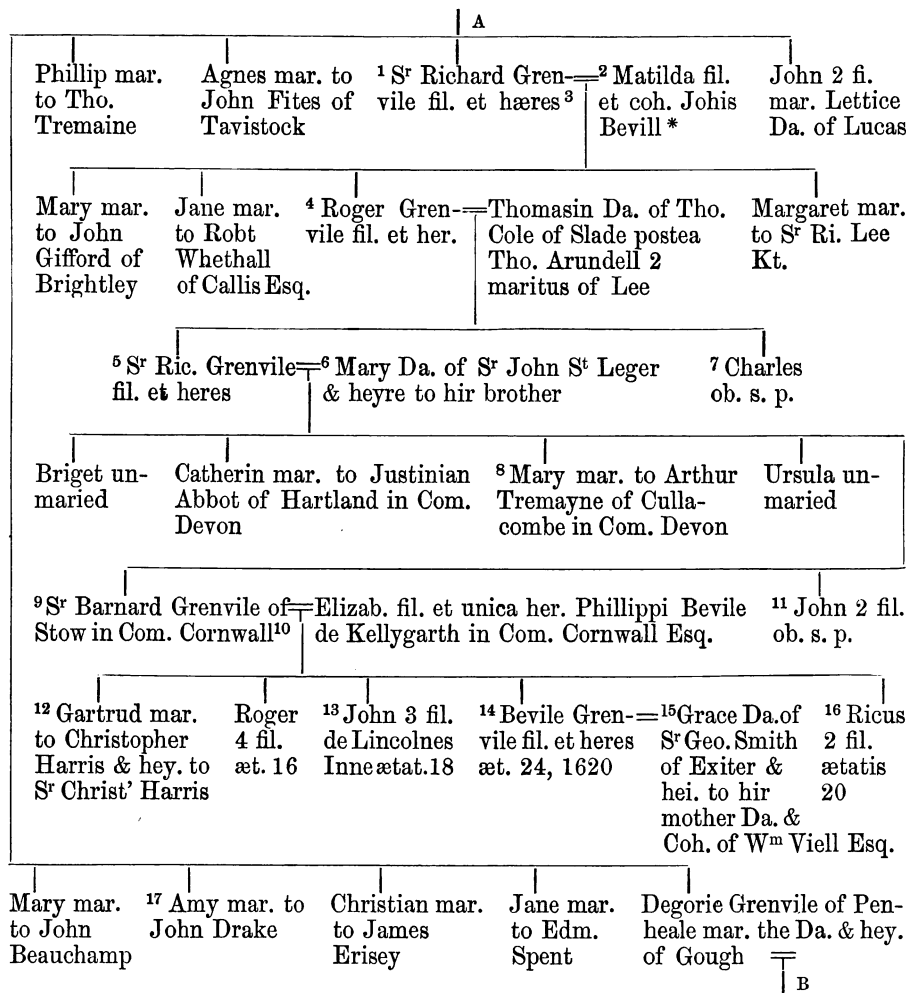 A
Phillip mar.
to Tho.
Tremaine
Agnes mar. to
John Fites of
Tavistock
¹ Sʳ Richard Gren-
vile fil. et hæres ³
² Matilda fil.
et coh. Johis
Bevill *
John 2 fi.
mar. Lettice
Da. of Lucas
Mary mar.
to John
Gifford of
Brightley
Jane mar.
to Robt
Whethall
of Callis Esq.
⁴ Roger Gren-
vile fil. et her.
Thomasin Da. of Tho.
Cole of Slade postea
Tho. Arundell 2
maritus of Lee
Margaret mar.
to Sʳ Ri. Lee
Kt.
⁵ Sʳ Ric. Grenvile
fil. et heres
⁶ Mary Da. of Sʳ John Sᵗ Leger
& heyre to hir brother
⁷ Charles
ob. s. p.
Briget un-
maried
Catherin mar. to Justinian
Abbot of Hartland in Com.
Devon
⁸ Mary mar. to Arthur
Tremayne of Culla-
combe in Com. Devon
Ursula un-
maried
⁹ Sʳ Barnard Grenvile of
Stow in Com. Cornwall¹⁰
Elizab. fil. et unica her. Phillippi Bevile
de Kellygarth in Com. Cornwall Esq.
¹¹ John 2 fil.
ob. s. p.
¹² Gartrud mar.
to Christopher
Harris & hey. to
Sʳ Christ' Harris
Roger
4 fil.
æt. 16
¹³ John 3 fil.
de Lincolnes
Inne ætat. 18
¹⁴ Bevile Gren-
vile fil. et heres
æt. 24, 1620
¹⁵ Grace Da. of
Sʳ Geo. Smith
of Exiter &
hei. to hir
mother Da. &
Coh. of Wᵐ Viell Esq.
¹⁶ Ricus
2 fil.
ætatis
20
Mary mar.
to John
Beauchamp
¹⁷ Amy mar. to
John Drake
Christian mar.
to James
Erisey
Jane mar.
to Edm.
Spent
Degorie Grenvile of Pen-
heale mar. the Da. & hey.
of Gough
B